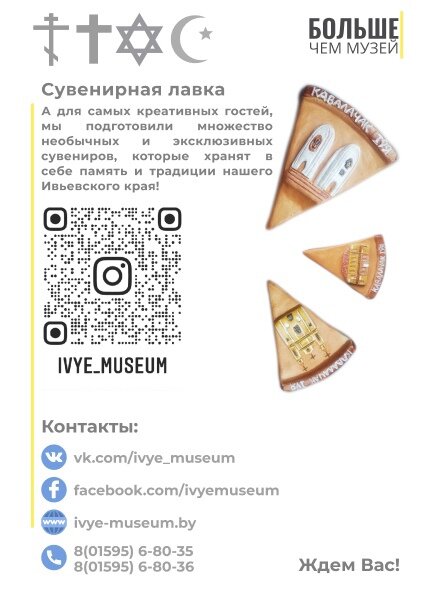 БОЛЬШЕ
ЧЕМ МУЗЕЙ
Сувенирная лавка
А для самых креативных гостей,
мы подготовили множество
необычных и эксклюзивных
сувениров, которые хранят в
себе память и традиции нашего
Ивьевского края!
IVYE_MUSEUM
Контакты:
vk.com/ivye_museum
facebook.com/ivyemuseum
www
ivye-museum.by
8(01595) 6-80-35
8(01595) 6-80-36
Ждем Вас!